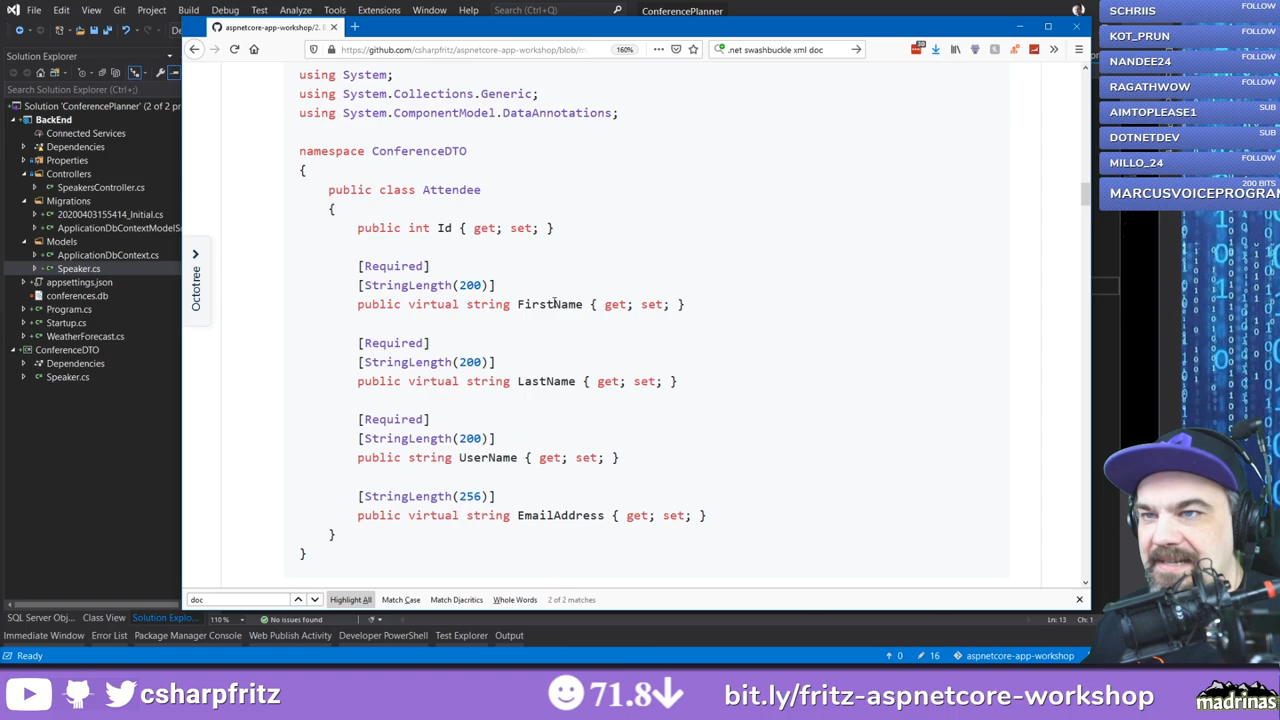 File Edit View Git Project Build Debug Test Analyze Tools Extensions Window Help Search (Ctrl+Q) ConferencePlanner
Solution Explorer
Search Solution Explorer (Ctrl+;)
Solution 'ConferencePlanner' (2 of 2 pr
BackEnd
Connected Services
Dependencies
Properties
Controllers
SpeakersController.cs
Migrations
20200403155414_Initial.cs
ApplicationDbContextModelS
Models
ApplicationDbContext.cs
Speaker.cs
appsettings.json
conferences.db
Program.cs
Startup.cs
WeatherForecast.cs
ConferenceDTO
Dependencies
Speaker.cs
aspnetcore-app-workshop/2. B
https://github.com/csharpfritz/aspnetcore-app-workshop/blob/m
160%
.net swashbuckle xml doc
Octotree
using System;
using System.Collections.Generic;
using System.ComponentModel.DataAnnotations;
namespace ConferenceDTO
{
public class Attendee
{
public int Id { get; set; }
[Required]
[StringLength(200)]
public virtual string FirstName { get; set; }
[Required]
[StringLength(200)]
public virtual string LastName { get; set; }
[Required]
[StringLength(200)]
public string UserName { get; set; }
[StringLength(256)]
public virtual string EmailAddress { get; set; }
}
}
doc Highlight All Match Case Match Diacritics Whole Words 2 of 2 matches
SQL Server Obj... Class View Solution Explo... 110 % No issues found Ln: 13 Ch: 1
Immediate Window Error List Package Manager Console Web Publish Activity Developer PowerShell Test Explorer Output
Ready 0 16 aspnetcore-app-workshop
SCHRIIS FOLLOW
KOT_PRUN FOLLOW
NANDEE24 FOLLOW
RAGATHWOW FOLLOW
AIMTOPLEASE1 SUB
DOTNETDEV SUB
MILLO_24 FOLLOW
200 BITS
MARCUSVOICEPROGRAM
csharpfritz 71.8 bit.ly/fritz-aspnetcore-workshop madrinas